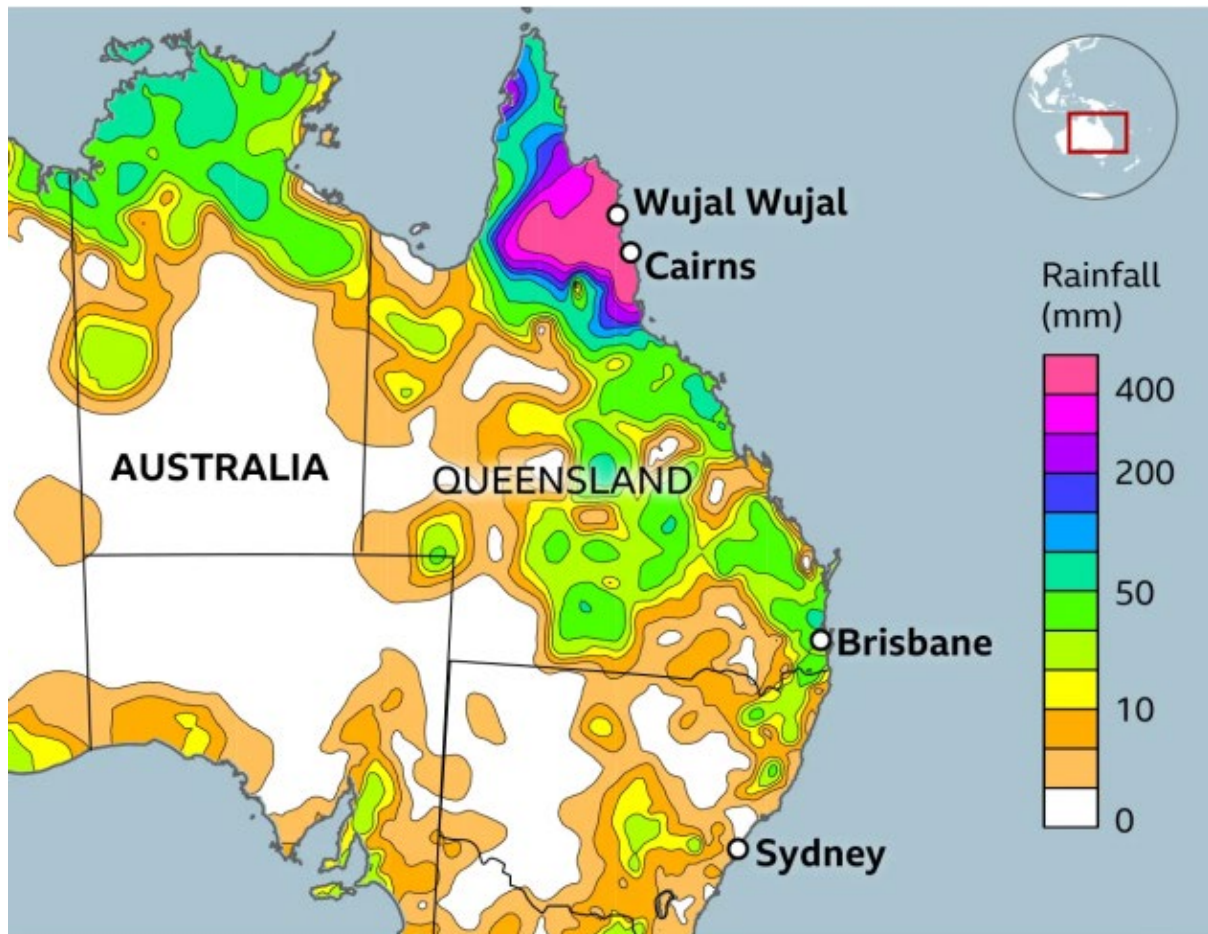 Wujal Wujal
Cairns
Rainfall
(mm)
400
AUSTRALIA
QUEENSLAND
200
50
Brisbane
10
0
Sydney